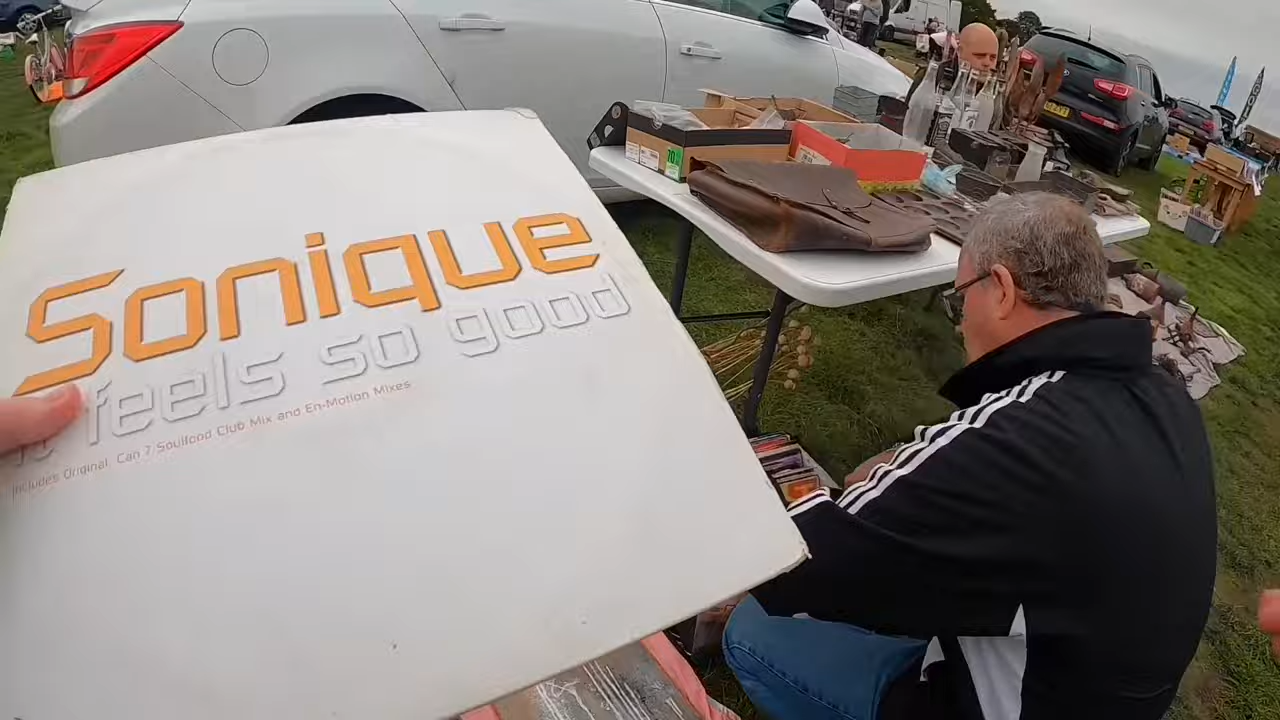 Sonique
feels so good
Includes Original Can 7 Soulfood Club Mix and En-Motion Mixes